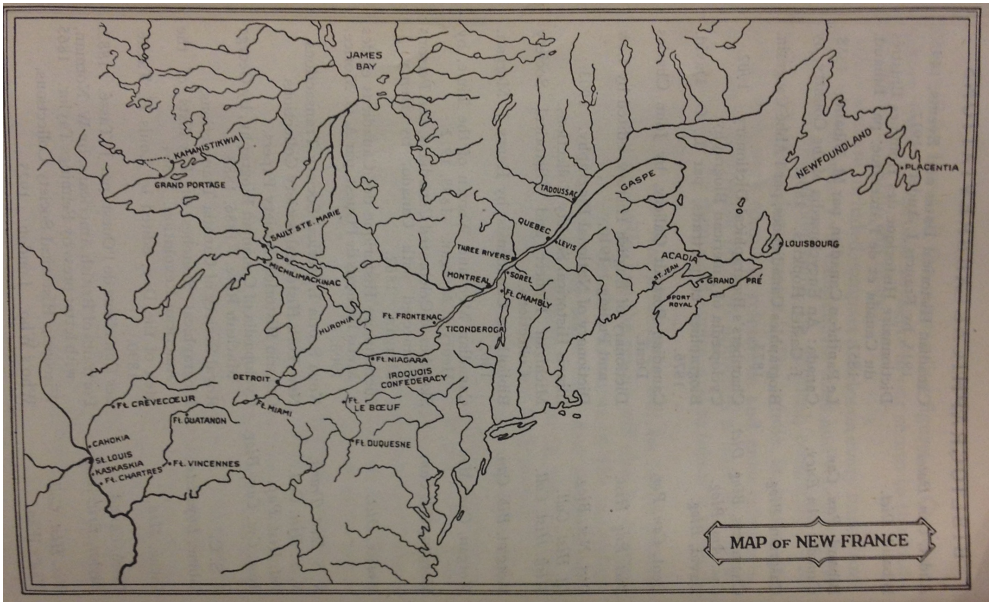 JAMES
BAY
KAMANISTIKWIA
GRAND PORTAGE
SAULT STE. MARIE
MICHILIMACKINAC
TADOUSSAC
GASPE
NEWFOUNDLAND
PLACENTIA
QUEBEC
LEVIS
THREE RIVERS
SOREL
MONTREAL
Ft. CHAMBLY
ACADIA
ST. JEAN
GRAND PRÉ
PORT
ROYAL
LOUISBOURG
HURONIA
Ft. FRONTENAC
TICONDEROGA
Ft. NIAGARA
IROQUOIS
CONFEDERACY
DETROIT
Ft. MIAMI
Ft.
LE BŒUF
Ft. CRÈVECŒUR
Ft. OUATANON
Ft. DUQUESNE
CAHOKIA
St. LOUIS
KASKASKIA
Ft. CHARTRES
Ft. VINCENNES
MAP OF NEW FRANCE